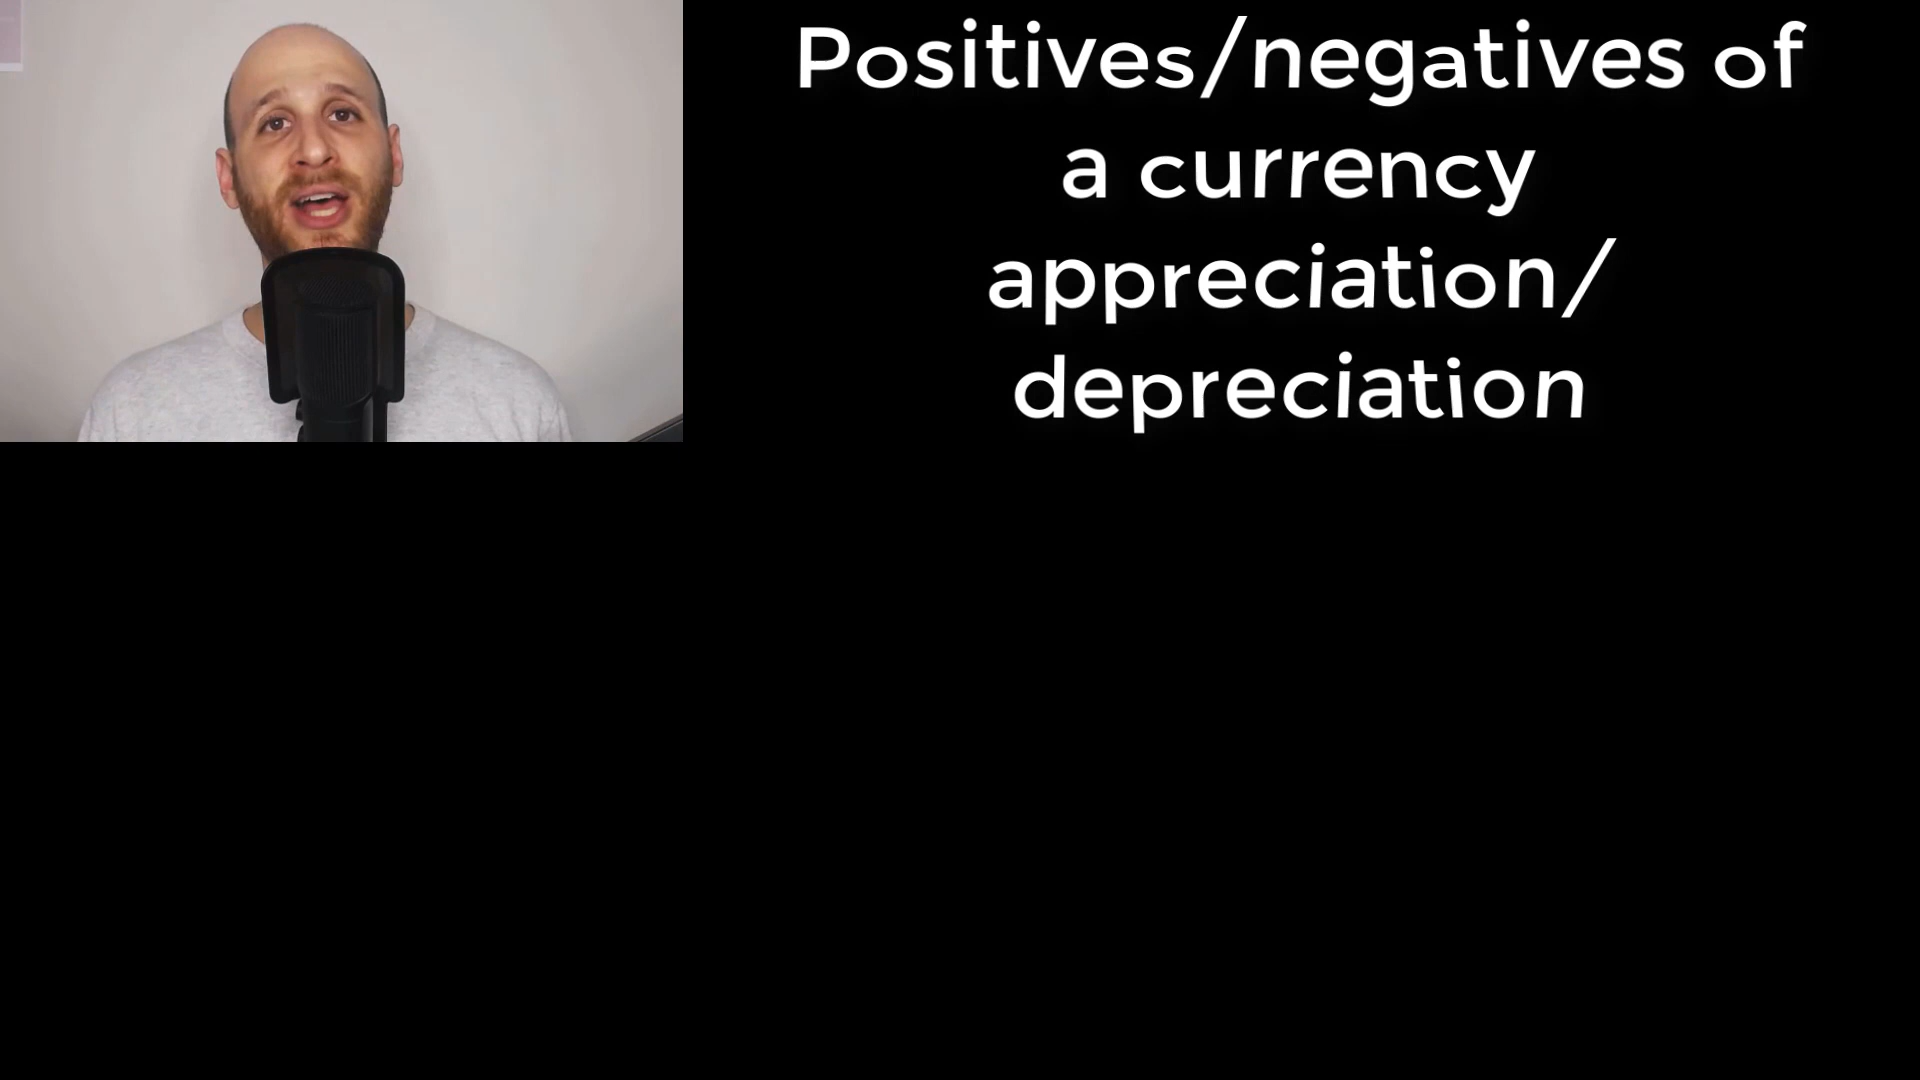 Positives/negatives of
a currency
appreciation/
depreciation